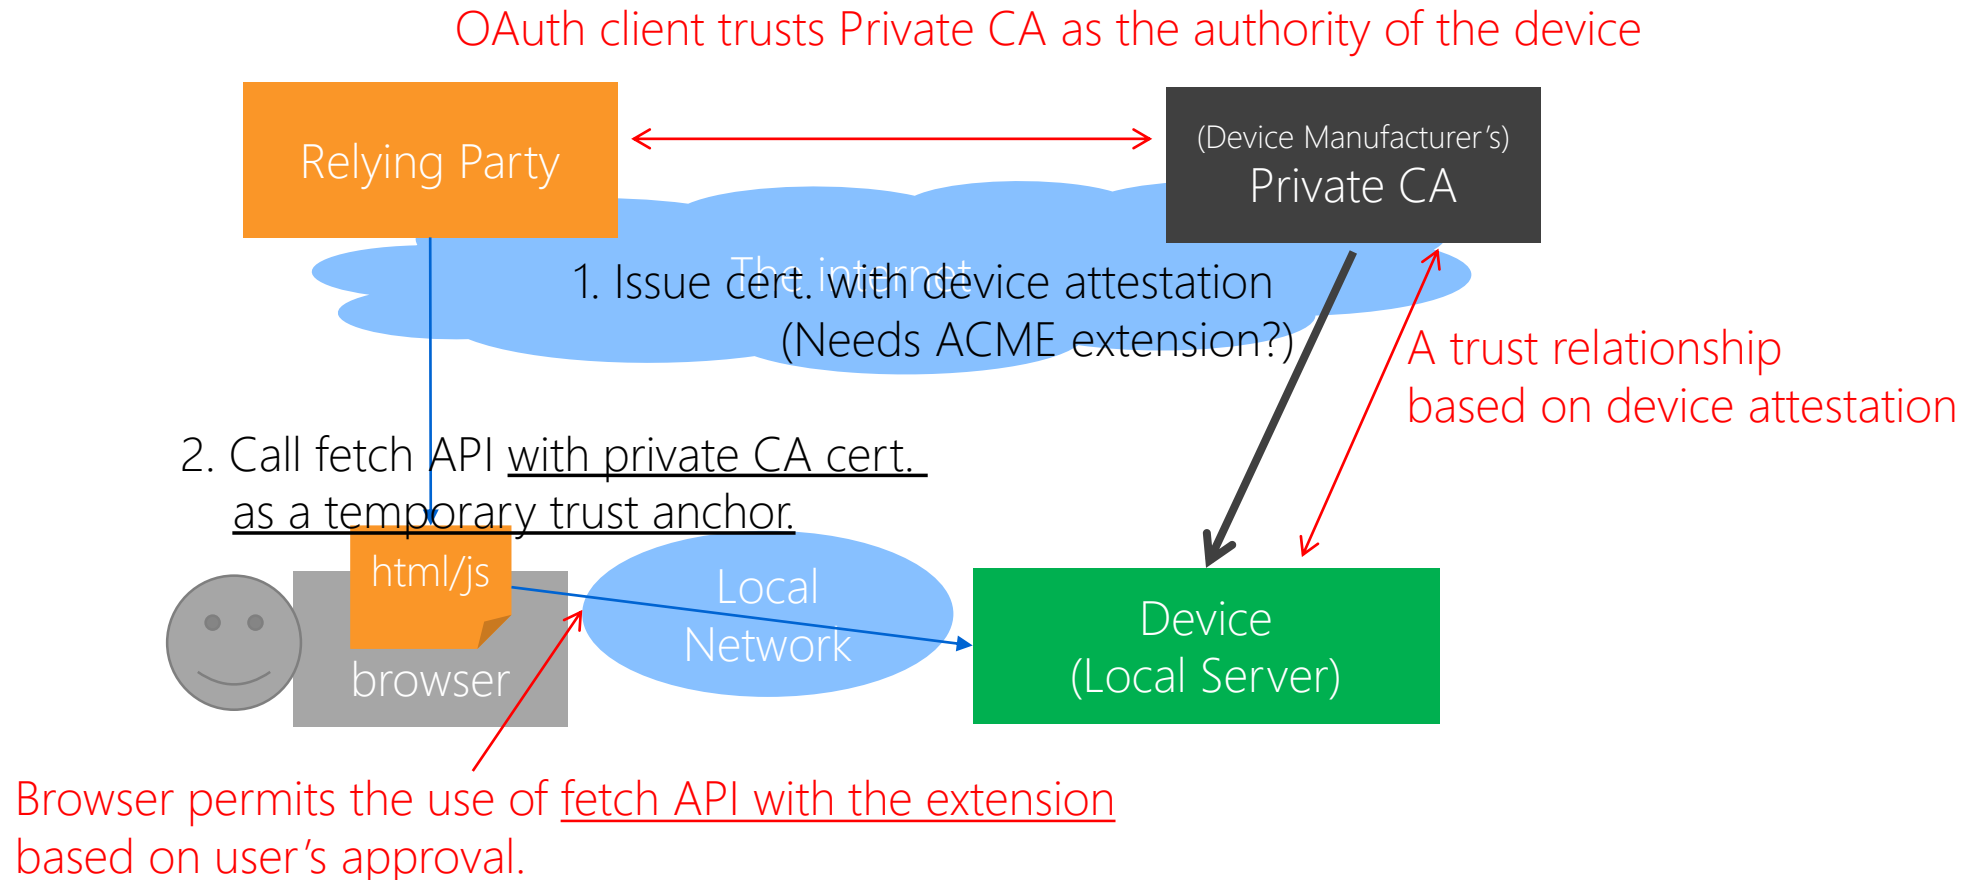 OAuth client trusts Private CA as the authority of the device
Relying Party
(Device Manufacturer's)
Private CA
The internet
1. Issue cert. with device attestation
(Needs ACME extension?)
A trust relationship
based on device attestation
2. Call fetch API with private CA cert.
as a temporary trust anchor.
html/js
browser
Local
Network
Device
(Local Server)
Browser permits the use of fetch API with the extension
based on user's approval.